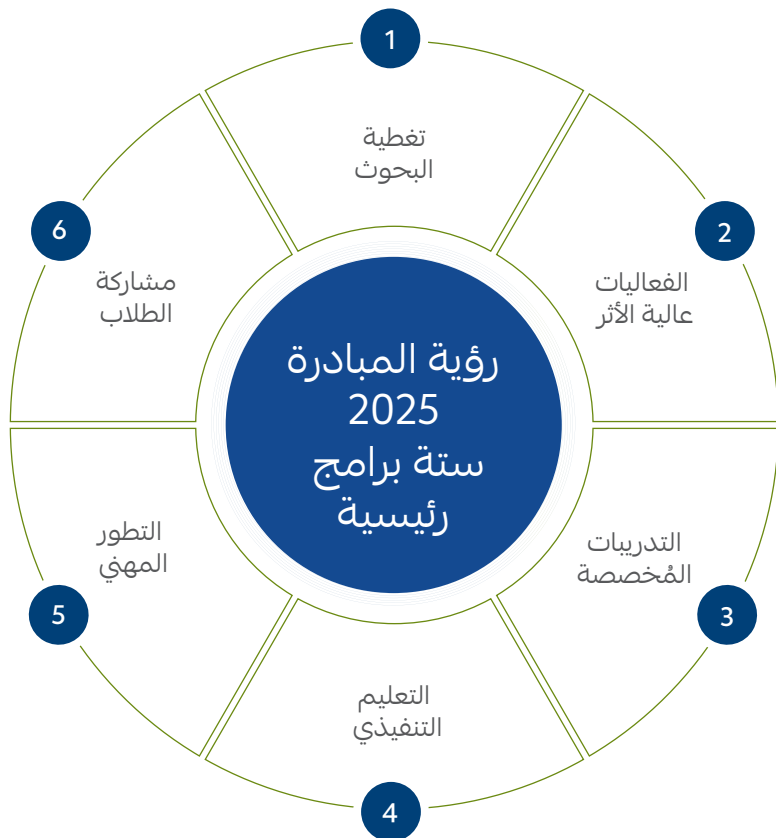 رؤية المبادرة
2025
ستة برامج
رئيسية
1
تغطية
البحوث
2
الفعاليات
عالية الأثر
3
التدريبات
المُخصصة
4
التعليم
التنفيذي
5
التطور
المهني
6
مشاركة
الطلاب